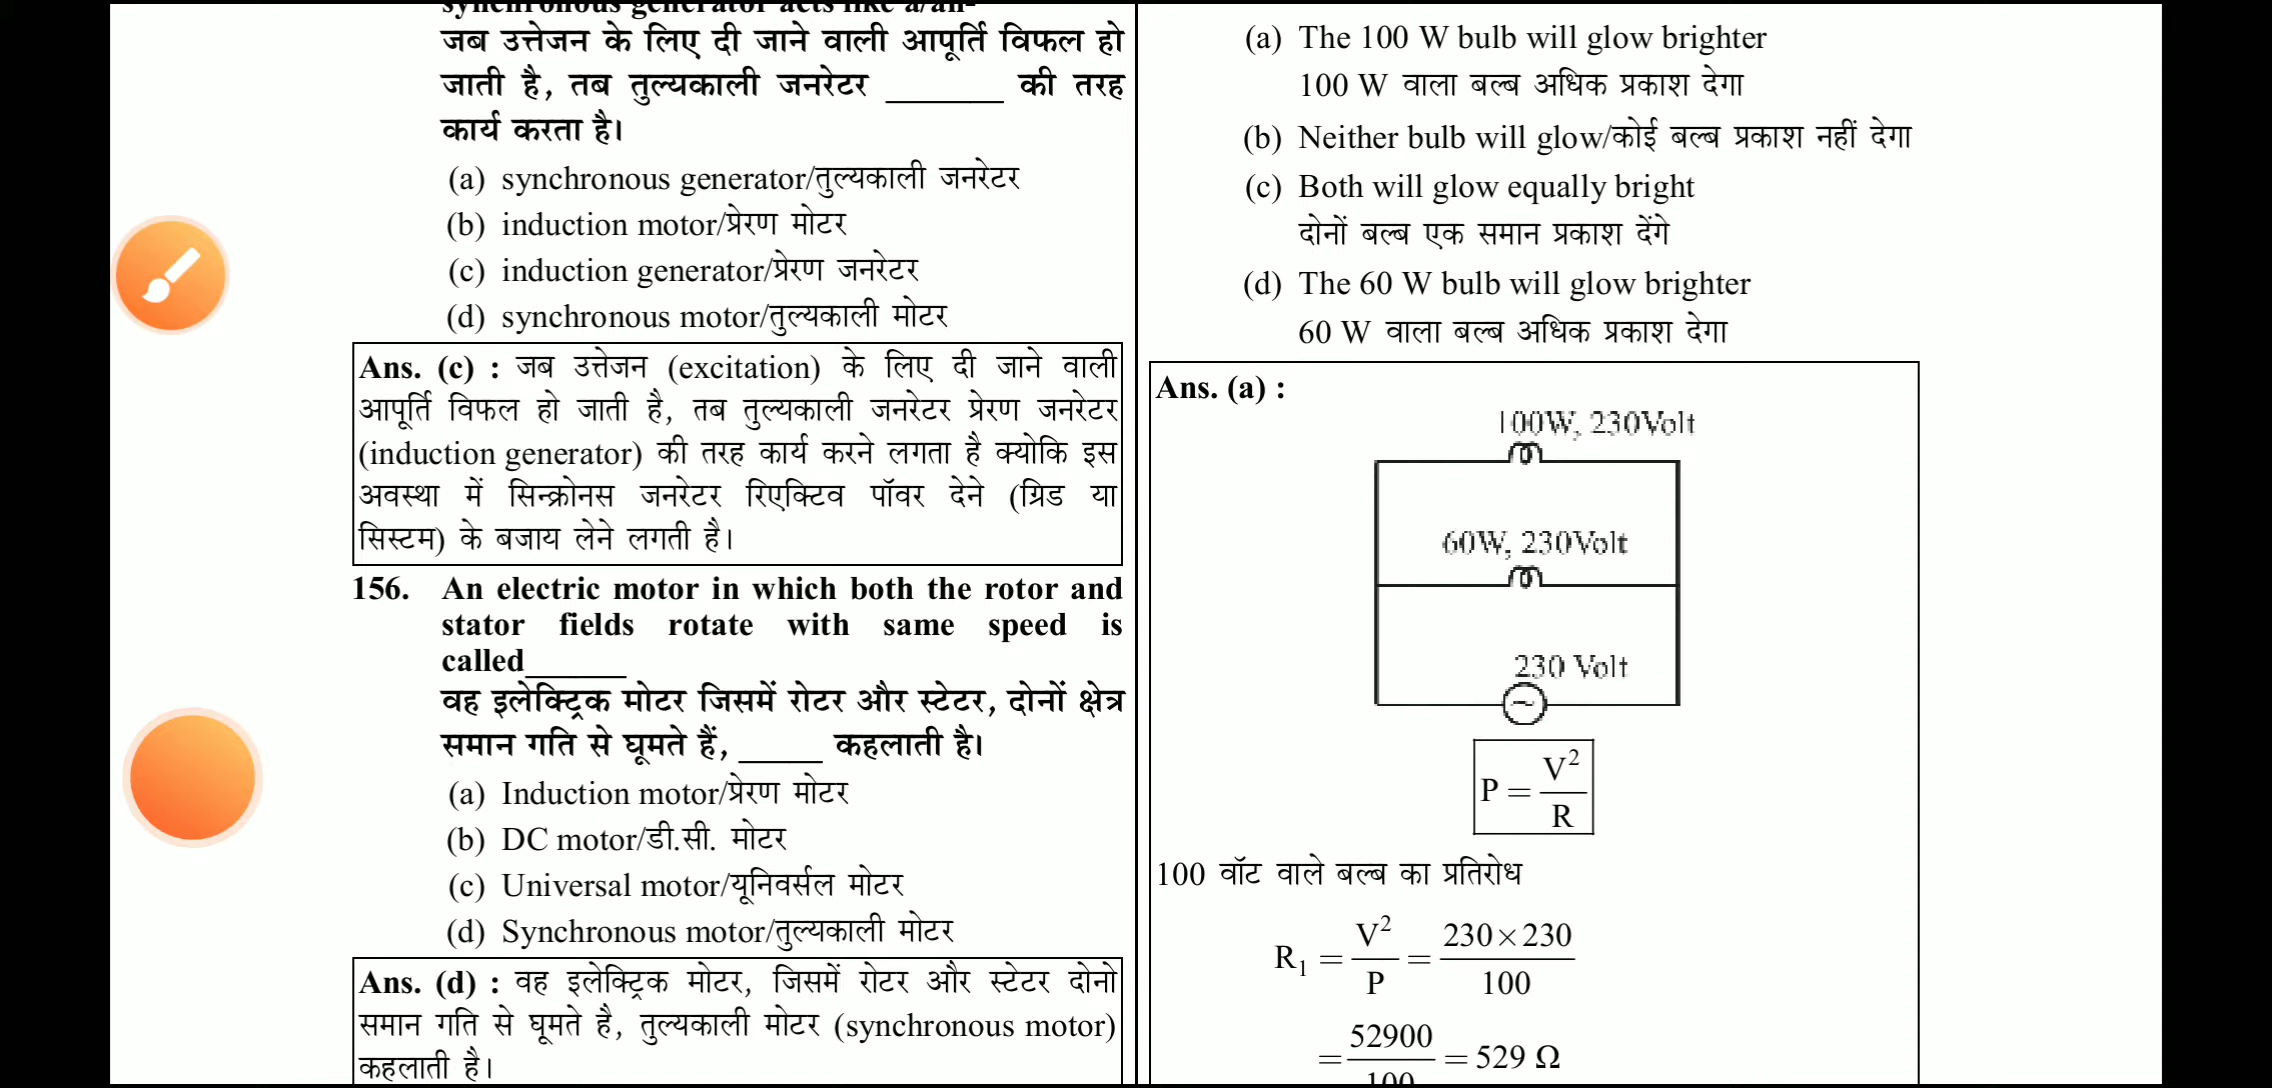 synchronous generator acts like a/an-
जब उत्तेजन के लिए दी जाने वाली आपूर्ति विफल हो
जाती है, तब तुल्यकाली जनरेटर _______ की तरह
कार्य करता है।
(a) synchronous generator/तुल्यकाली जनरेटर
(b) induction motor/प्रेरण मोटर
(c) induction generator/प्रेरण जनरेटर
(d) synchronous motor/तुल्यकाली मोटर
Ans. (c) : जब उत्तेजन (excitation) के लिए दी जाने वाली
आपूर्ति विफल हो जाती है, तब तुल्यकाली जनरेटर प्रेरण जनरेटर
(induction generator) की तरह कार्य करने लगता है क्योकि इस
अवस्था में सिन्क्रोनस जनरेटर रिएक्टिव पॉवर देने (ग्रिड या
सिस्टम) के बजाय लेने लगती है।
156. An electric motor in which both the rotor and
stator fields rotate with same speed is
called______
वह इलेक्ट्रिक मोटर जिसमें रोटर और स्टेटर, दोनों क्षेत्र
समान गति से घूमते हैं, _____ कहलाती है।
(a) Induction motor/प्रेरण मोटर
(b) DC motor/डी.सी. मोटर
(c) Universal motor/यूनिवर्सल मोटर
(d) Synchronous motor/तुल्यकाली मोटर
Ans. (d) : वह इलेक्ट्रिक मोटर, जिसमें रोटर और स्टेटर दोनो
समान गति से घूमते है, तुल्यकाली मोटर (synchronous motor)
कहलाती है।
(a) The 100 W bulb will glow brighter
100 W वाला बल्ब अधिक प्रकाश देगा
(b) Neither bulb will glow/कोई बल्ब प्रकाश नहीं देगा
(c) Both will glow equally bright
दोनों बल्ब एक समान प्रकाश देंगे
(d) The 60 W bulb will glow brighter
60 W वाला बल्ब अधिक प्रकाश देगा
Ans. (a) :
100W, 230Volt
60W, 230Volt
230 Volt
~
P = V²/R
100 वॉट वाले बल्ब का प्रतिरोध
R₁ = V²/P = 230×230/100
= 52900/100 = 529 Ω